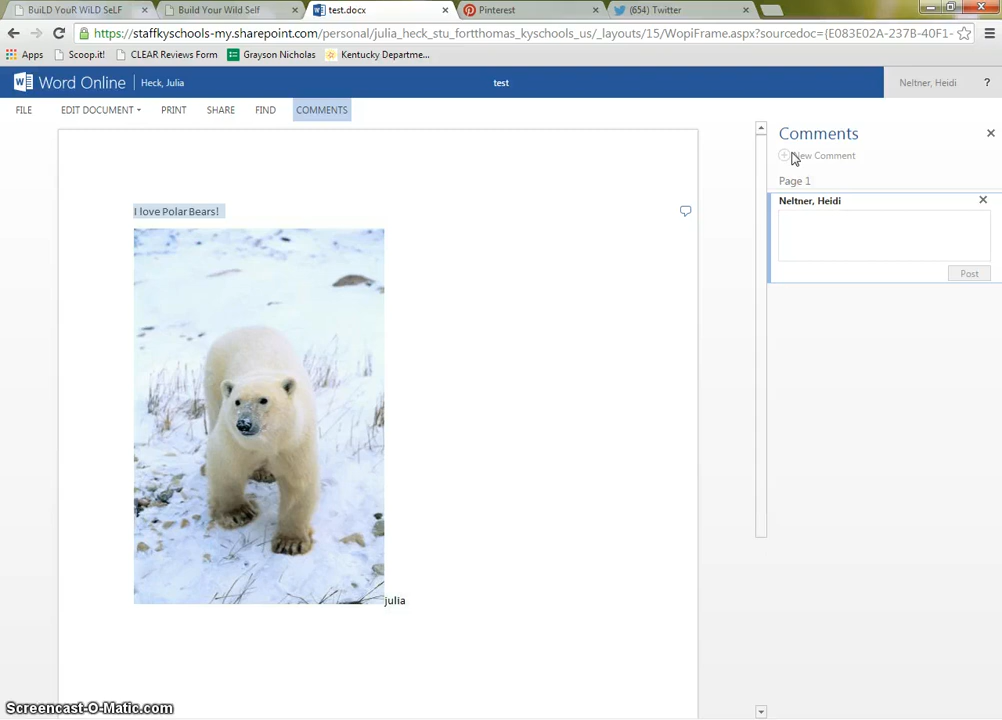 BuiLD YouR WiLD SeLF
Build Your Wild Self
test.docx
Pinterest
(654) Twitter
https://staffkyschools-my.sharepoint.com/personal/julia_heck_stu_fortthomas_kyschools_us/_layouts/15/WopiFrame.aspx?sourcedoc={E083E02A-237B-40F1-
Apps
Scoop.it!
CLEAR Reviews Form
Grayson Nicholas
Kentucky Departme...
Word Online
Heck, Julia
test
Neltner, Heidi
?
FILE
EDIT DOCUMENT
PRINT
SHARE
FIND
COMMENTS
Comments
New Comment
Page 1
Neltner, Heidi
Post
I love Polar Bears!
julia
Screencast-O-Matic.com